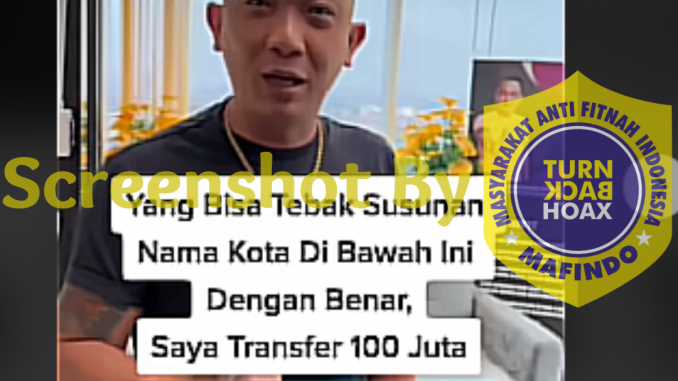 Screenshot By
Yang Bisa Tebak Susunan
Nama Kota Di Bawah Ini
Dengan Benar,
Saya Transfer 100 Juta
MASYARAKAT ANTI FITNAH INDONESIA
TURN
BACK
HOAX
MAFINDO